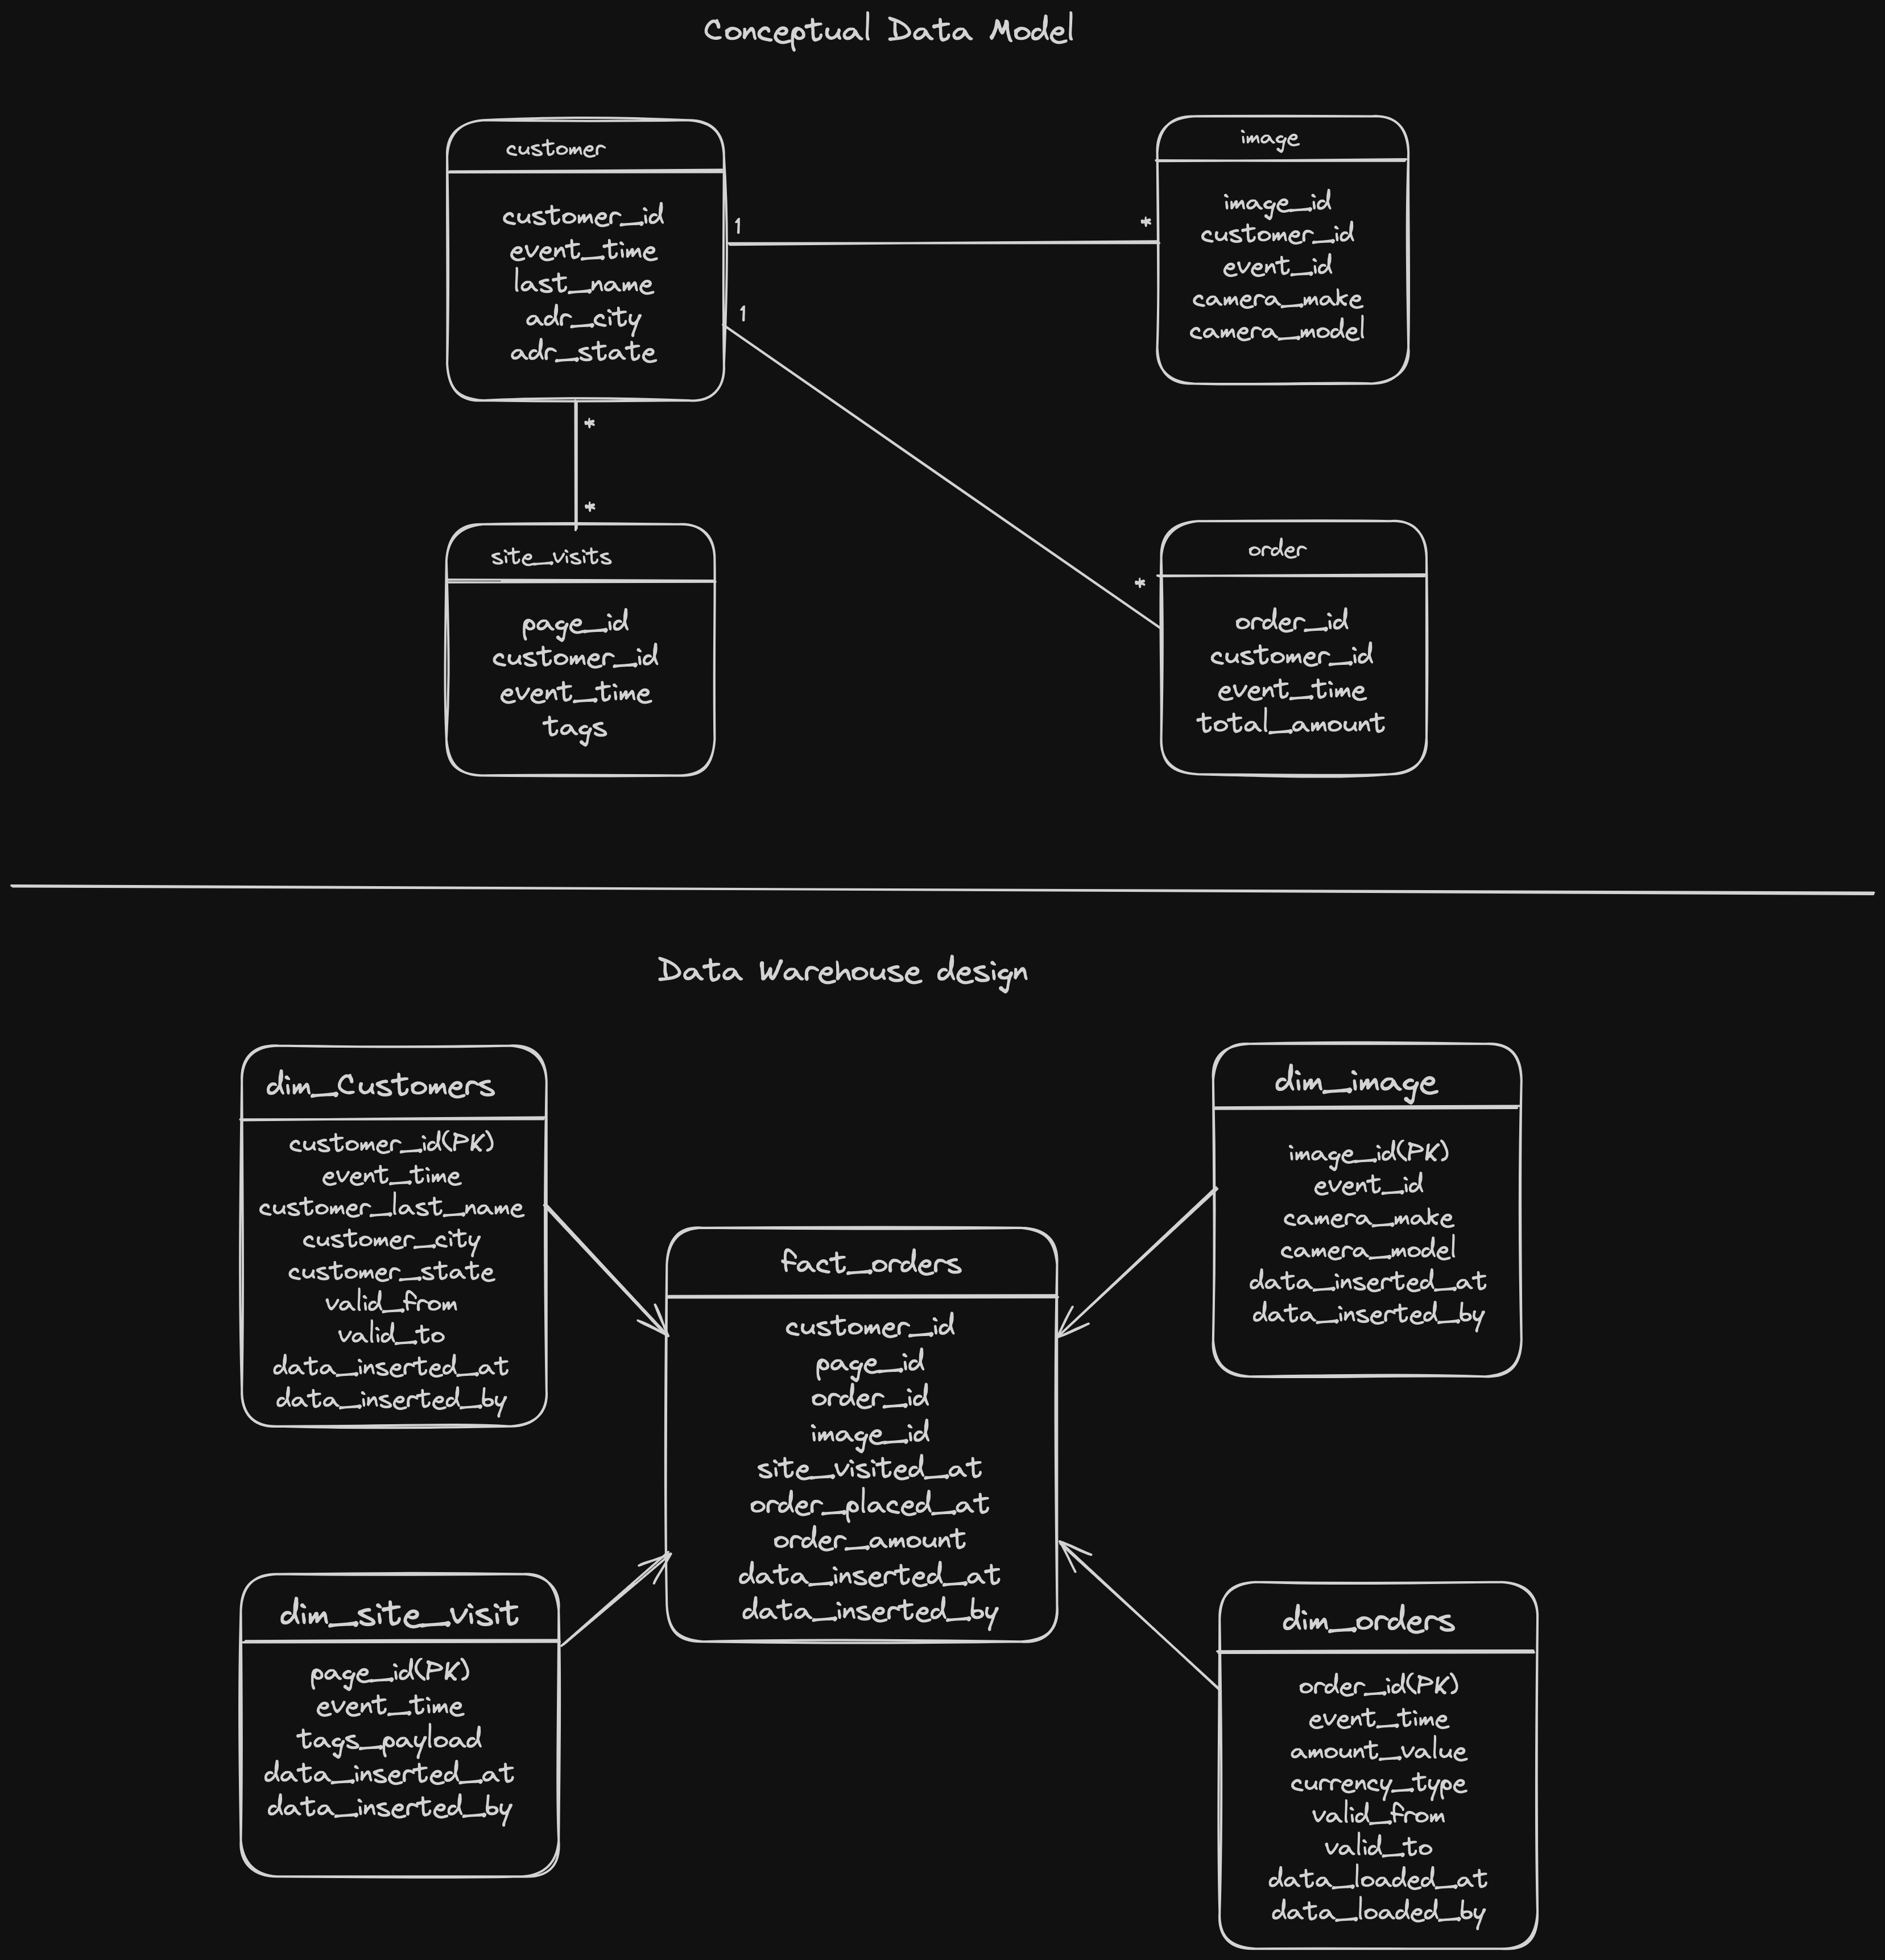 Conceptual Data Model
customer
customer_id
event_time
last_name
adr_city
adr_state
1
*
1
*
image
image_id
customer_id
event_id
camera_make
camera_model
*
*
site_visits
page_id
customer_id
event_time
tags
order
order_id
customer_id
event_time
total_amount
Data Warehouse design
dim_Customers
customer_id(PK)
event_time
customer_last_name
customer_city
customer_state
valid_from
valid_to
data_inserted_at
data_inserted_by
dim_image
image_id(PK)
event_id
camera_make
camera_model
data_inserted_at
data_inserted_by
fact_orders
customer_id
page_id
order_id
image_id
site_visited_at
order_placed_at
order_amount
data_inserted_at
data_inserted_by
dim_site_visit
page_id(PK)
event_time
tags_payload
data_inserted_at
data_inserted_by
dim_orders
order_id(PK)
event_time
amount_value
currency_type
valid_from
valid_to
data_loaded_at
data_loaded_by